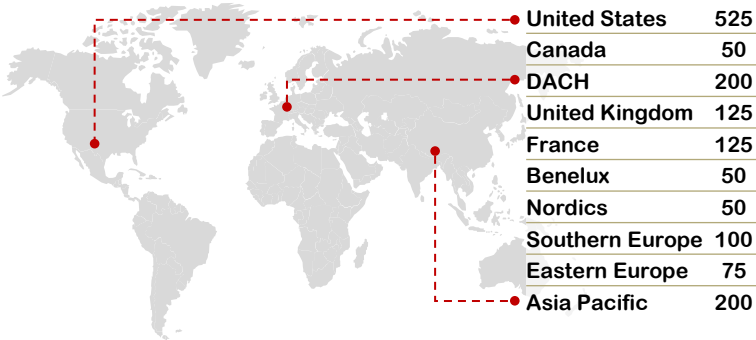 United States 525
Canada 50
DACH 200
United Kingdom 125
France 125
Benelux 50
Nordics 50
Southern Europe 100
Eastern Europe 75
Asia Pacific 200